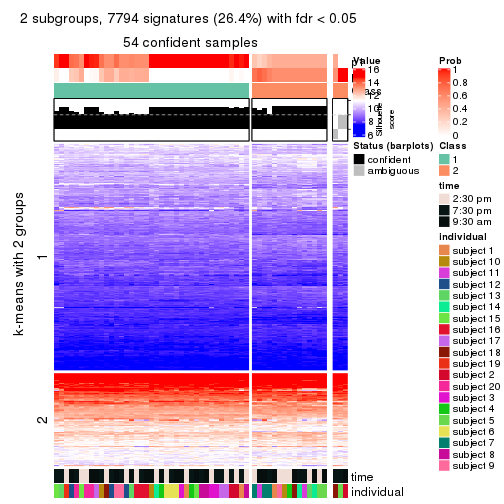 2 subgroups, 7794 signatures (26.4%) with fdr < 0.05
54 confident samples
k-means with 2 groups
1
2
Silhouette
score
time
individual
Value
16
14
12
10
8
6
Status (barplots)
confident
ambiguous
Prob
1
0.8
0.6
0.4
0.2
0
Class
1
2
time
2:30 pm
7:30 pm
9:30 am
individual
subject 1
subject 10
subject 11
subject 12
subject 13
subject 14
subject 15
subject 16
subject 17
subject 18
subject 19
subject 2
subject 20
subject 3
subject 4
subject 5
subject 6
subject 7
subject 8
subject 9